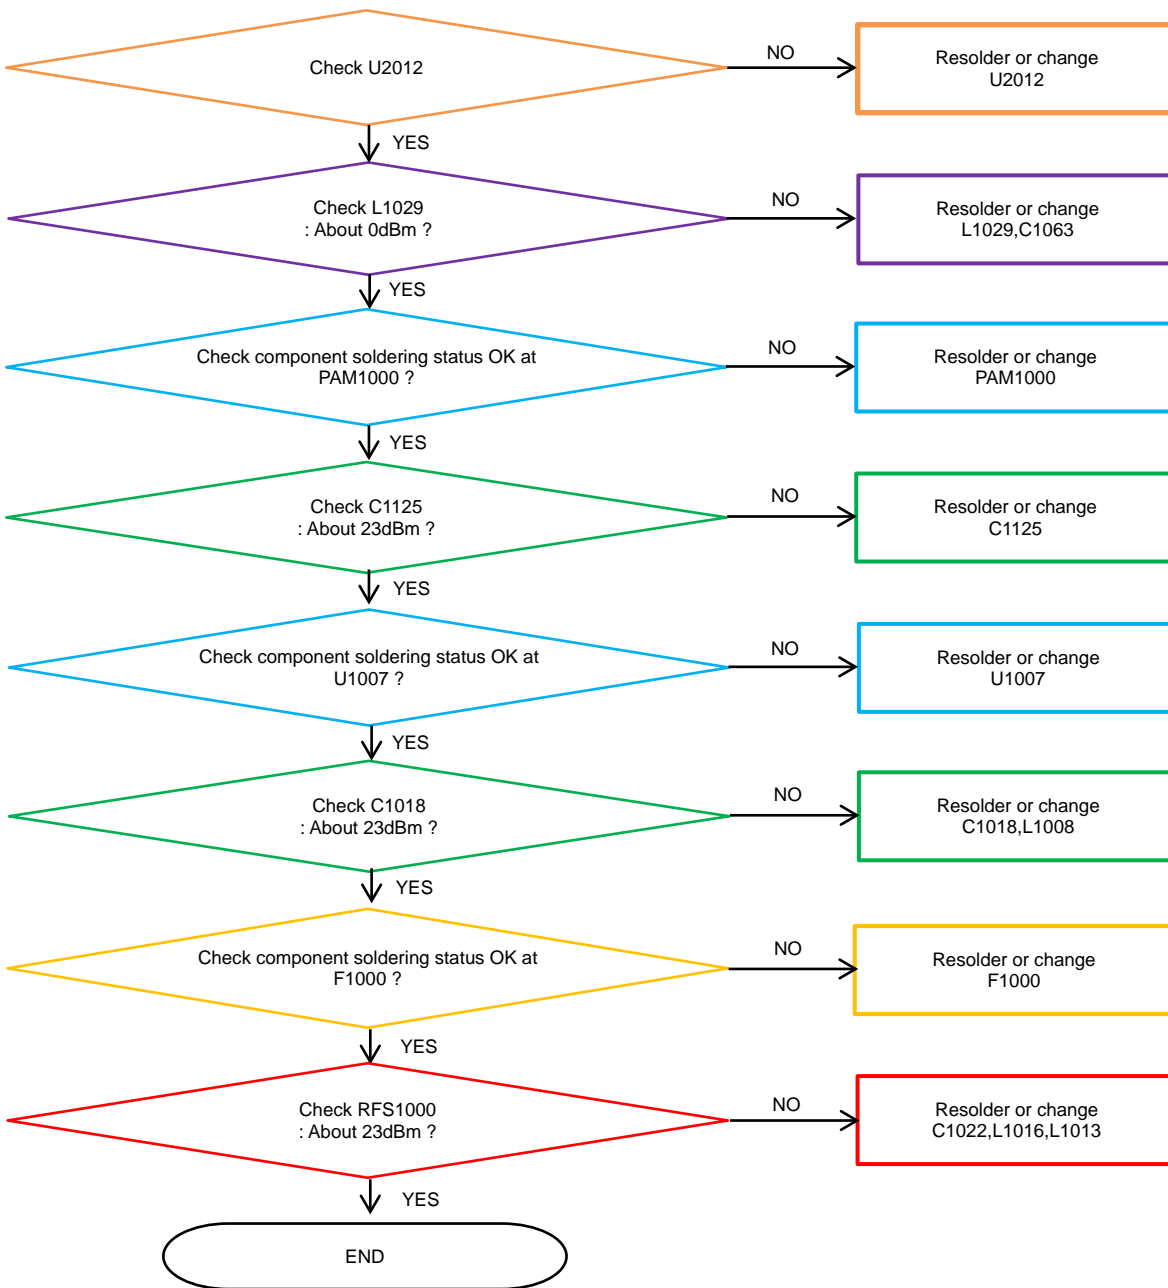 Check U2012
NO
Resolder or change
U2012
YES
Check L1029
: About 0dBm ?
NO
Resolder or change
L1029,C1063
YES
Check component soldering status OK at
PAM1000 ?
NO
Resolder or change
PAM1000
YES
Check C1125
: About 23dBm ?
NO
Resolder or change
C1125
YES
Check component soldering status OK at
U1007 ?
NO
Resolder or change
U1007
YES
Check C1018
: About 23dBm ?
NO
Resolder or change
C1018,L1008
YES
Check component soldering status OK at
F1000 ?
NO
Resolder or change
F1000
YES
Check RFS1000
: About 23dBm ?
NO
Resolder or change
C1022,L1016,L1013
YES
END